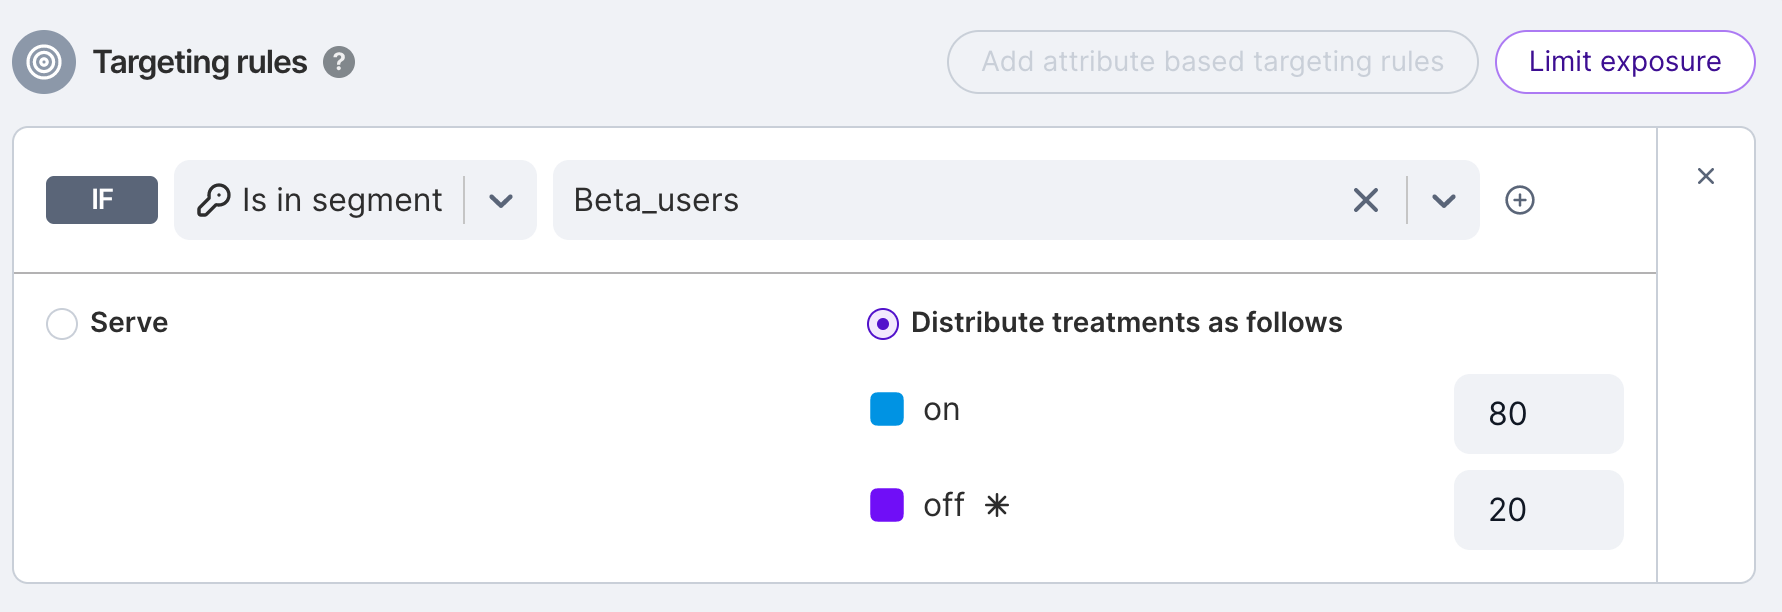 Targeting rules ?
Add attribute based targeting rules
Limit exposure
IF
Is in segment
Beta_users
Serve
Distribute treatments as follows
on
80
off *
20